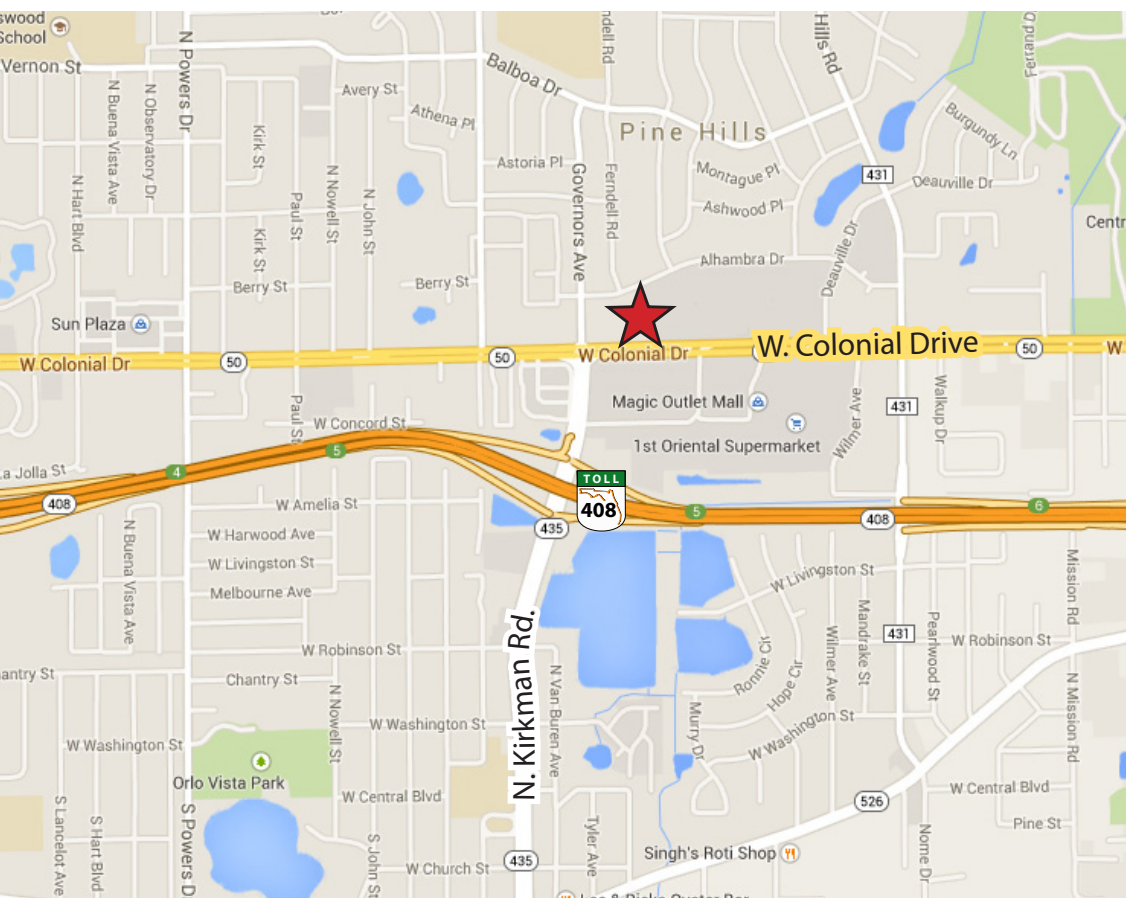 swood
School
Vernon St
N Powers Dr
N Buena Vista Ave
N Observatory Dr
N Hart Blvd
Kirk St
Kirk St
Paul St
N Nowell St
N John St
Avery St
Athena Pl
Balboa Dr
ndell Rd
Hills Rd
Pine Hills
Astoria Pl
Governors Ave
Ferndell Rd
Montague Pl
Ashwood Pl
431
Burgundy Ln
Deauville Dr
Deauville Dr
Centr
Alhambra Dr
Berry St
Berry St
Sun Plaza
W Colonial Dr
50
50
W Colonial Dr
W. Colonial Drive
50
W
Magic Outlet Mall
1st Oriental Supermarket
Wilmer Ave
431
Walkup Dr
Paul St
W Concord St
a Jolla St
4
5
408
W Amelia St
TOLL
408
435
5
408
6
N Buena Vista Ave
W Harwood Ave
W Livingston St
Melbourne Ave
W Livingston St
Mission Rd
W Robinson St
N. Kirkman Rd.
N Van Buren Ave
Ronnie Cir
Hope Cir
Wilmer Ave
Mandrake St
431
Pearlwood St
W Robinson St
N Mission Rd
antry St
Chantry St
N Nowell St
W Washington St
W Washington St
Murry Dr
W Washington St
Orlo Vista Park
W Central Blvd
526
W Central Blvd
Pine St
S Lancelot Ave
S Hart Blvd
S Powers D
S John St
W Church St
435
Tyler Ave
Singh's Roti Shop
Nome Dr